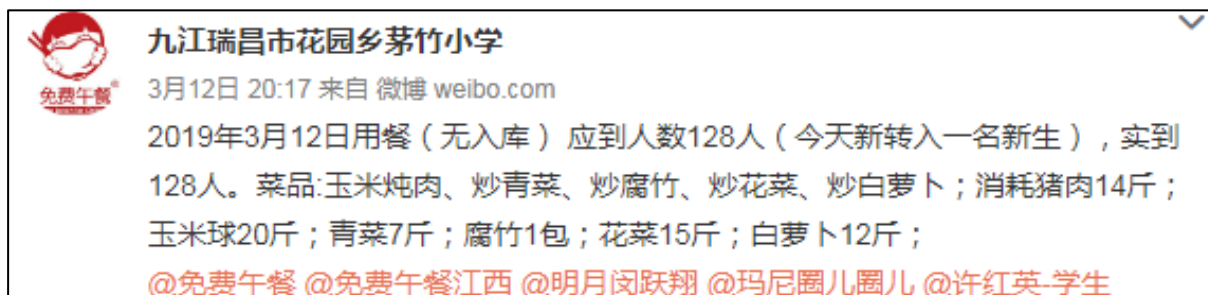 免费午餐®
九江瑞昌市花园乡茅竹小学
3月12日 20:17 来自 微博 weibo.com
2019年3月12日用餐（无入库） 应到人数128人（今天新转入一名新生），实到
128人。菜品:玉米炖肉、炒青菜、炒腐竹、炒花菜、炒白萝卜；消耗猪肉14斤；
玉米球20斤；青菜7斤；腐竹1包；花菜15斤；白萝卜12斤；
@免费午餐 @免费午餐江西 @明月闵跃翔 @玛尼圈儿圈儿 @许红英-学生